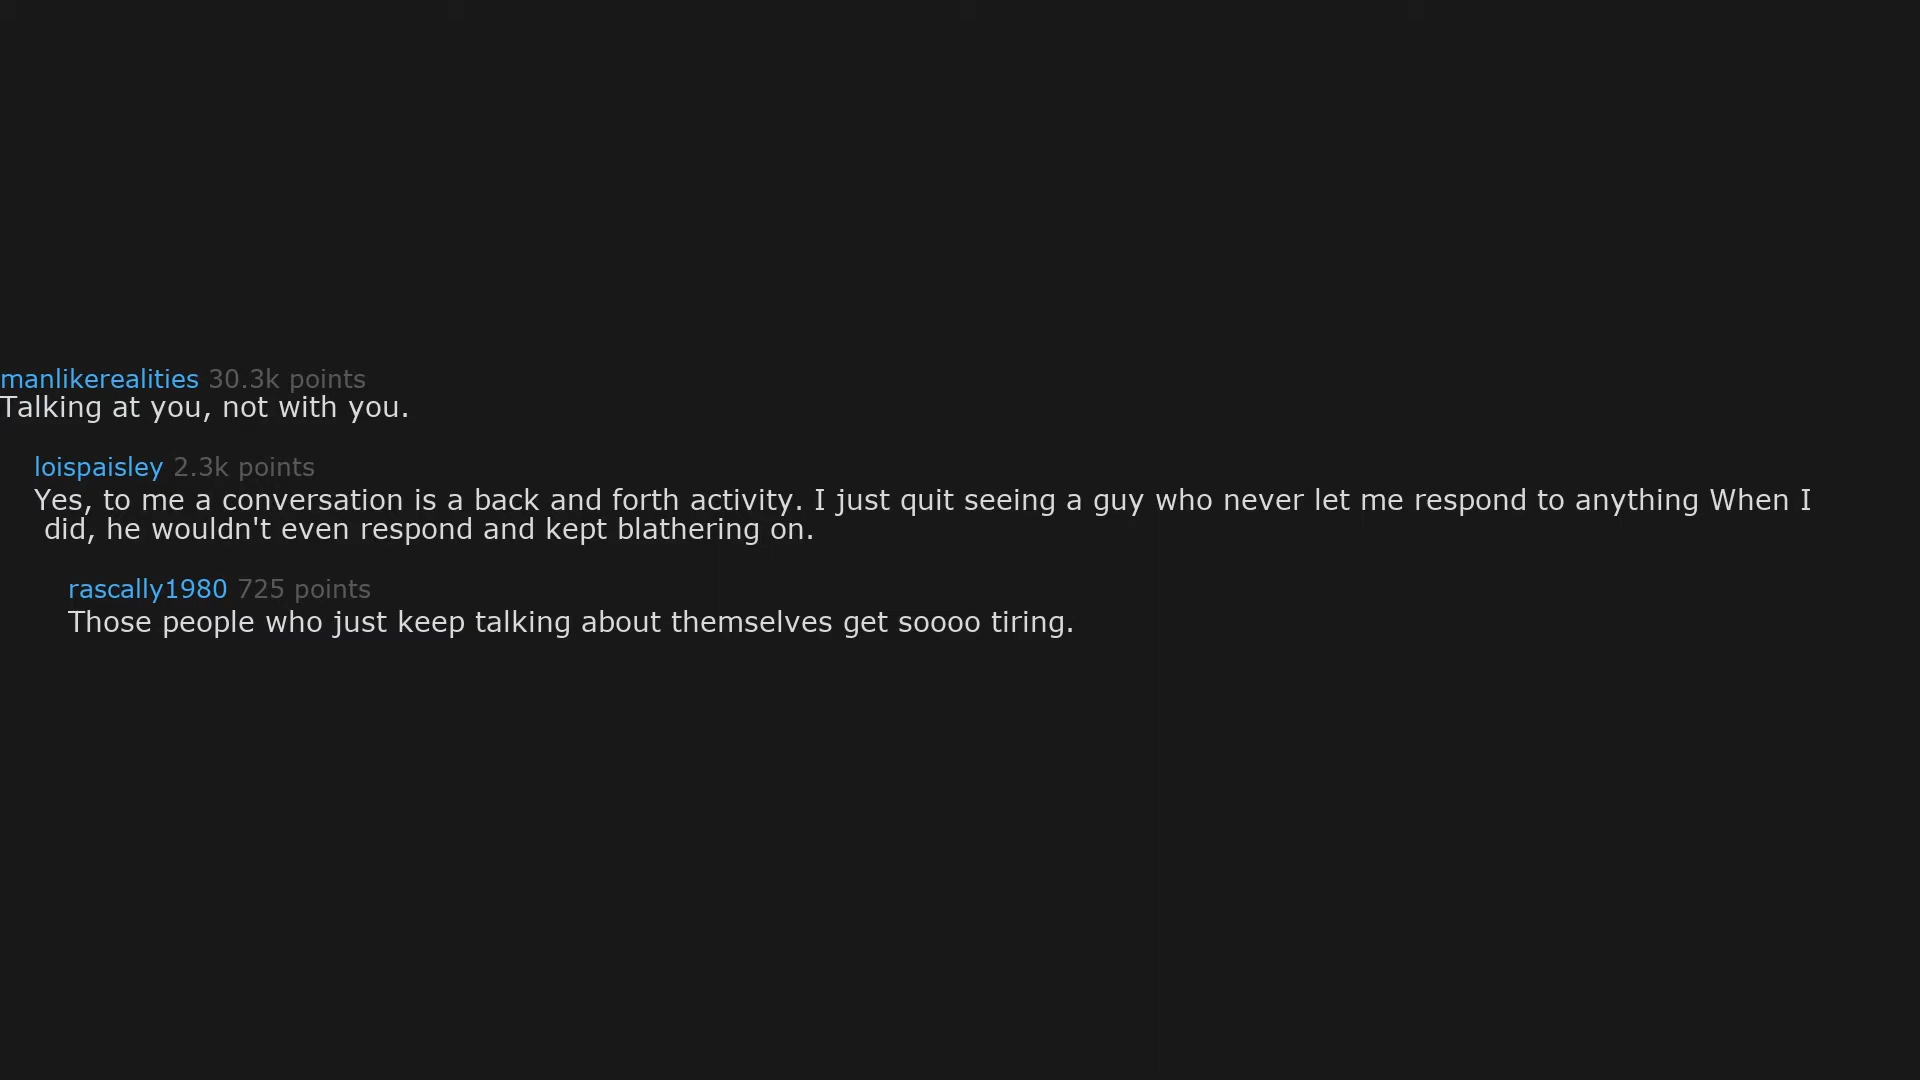 manlikerealities 30.3k points
Talking at you, not with you.
loispaisley 2.3k points
Yes, to me a conversation is a back and forth activity. I just quit seeing a guy who never let me respond to anything When I
did, he wouldn't even respond and kept blathering on.
rascally1980 725 points
Those people who just keep talking about themselves get soooo tiring.